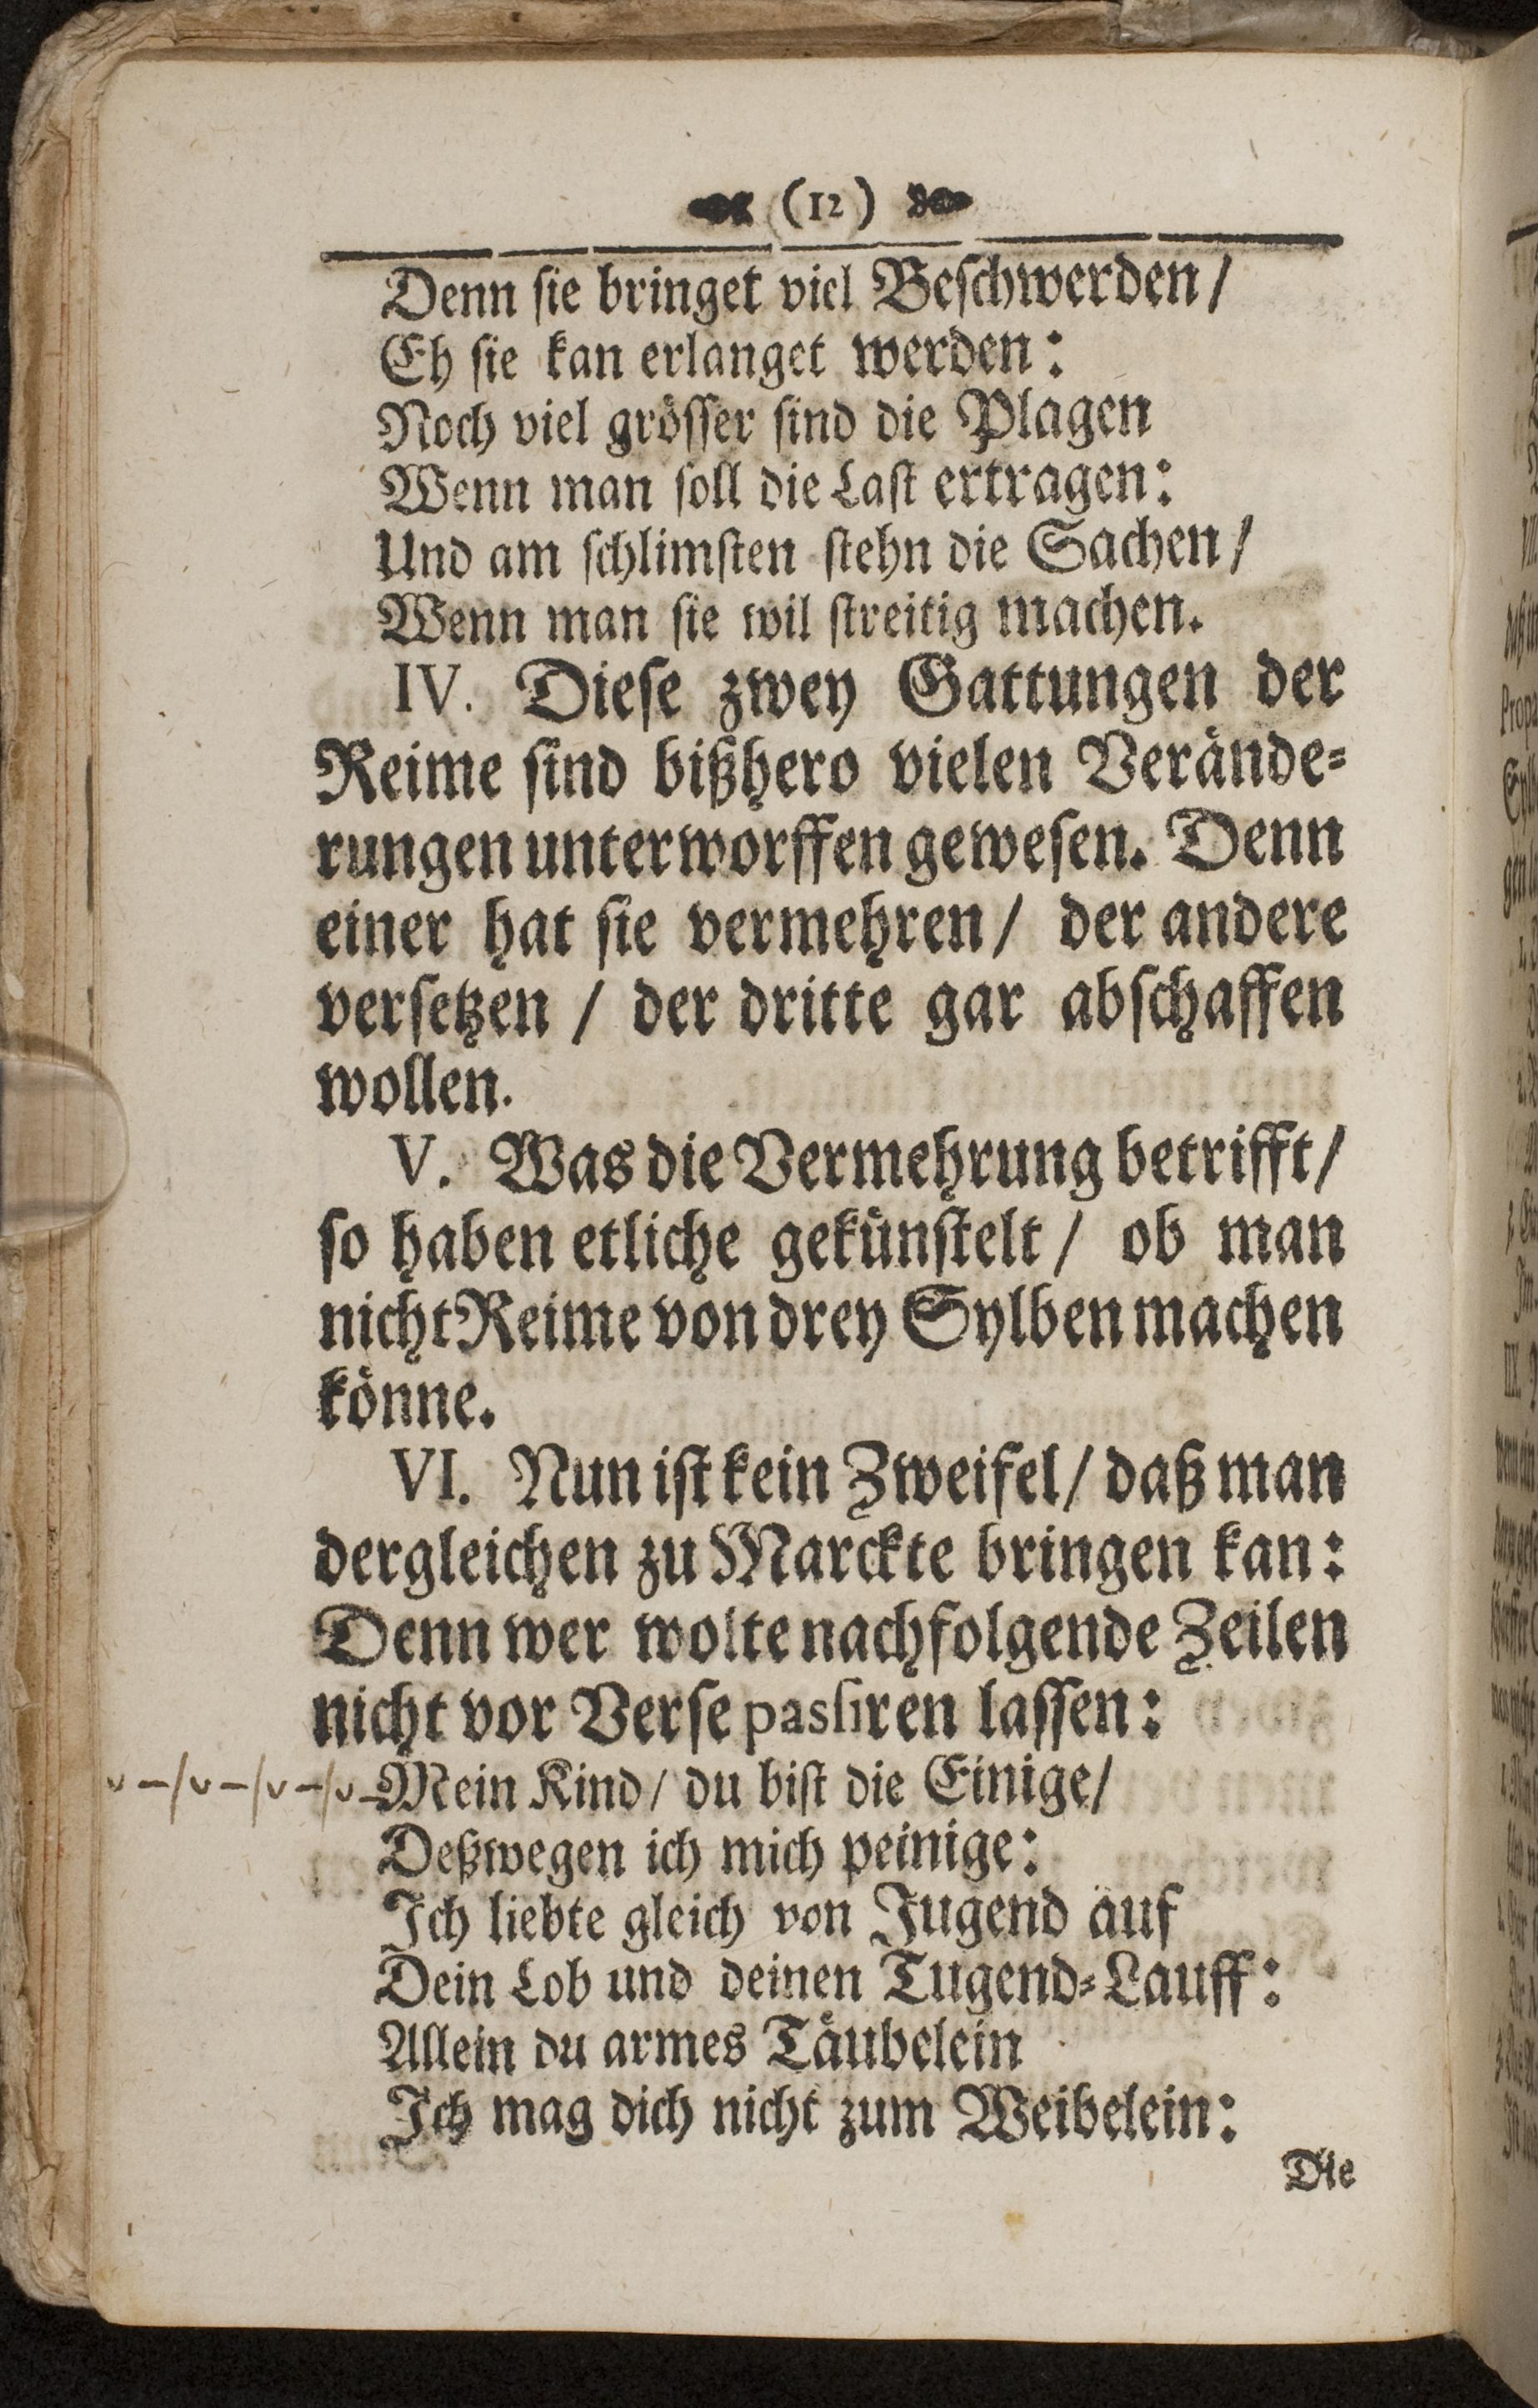 (12)
Denn ſie bringet viel Beſchwerden/
Eh ſie kan erlanget werden:
Noch viel gröſſer ſind die Plagen
Wenn man ſoll die Laſt ertragen:
Und am ſchlimſten ſtehn die Sachen/
Wenn man ſie wil ſtreitig machen.
IV. Dieſe zwey Gattungen der
Reime ſind bißhero vielen Verände-
rungen unterworffen geweſen. Denn
einer hat ſie vermehren/ der andere
verſetzen / der dritte gar abſchaffen
wollen.
V. Was die Vermehrung betrifft/
ſo haben etliche gekünſtelt/ ob man
nicht Reime von drey Sylben machen
könne.
VI. Nun iſt kein Zweifel/ daß man
dergleichen zu Marckte bringen kan:
Denn wer wolte nachfolgende Zeilen
nicht vor Verſe pasſiren laſſen:
v–/v–/v–/v– Mein Kind/ du biſt die Einige/
Deßwegen ich mich peinige:
Ich liebte gleich von Jugend auf
Dein Lob und deinen Tugend-Lauff:
Allein du armes Täubelein
Ich mag dich nicht zum Weibelein:
Die